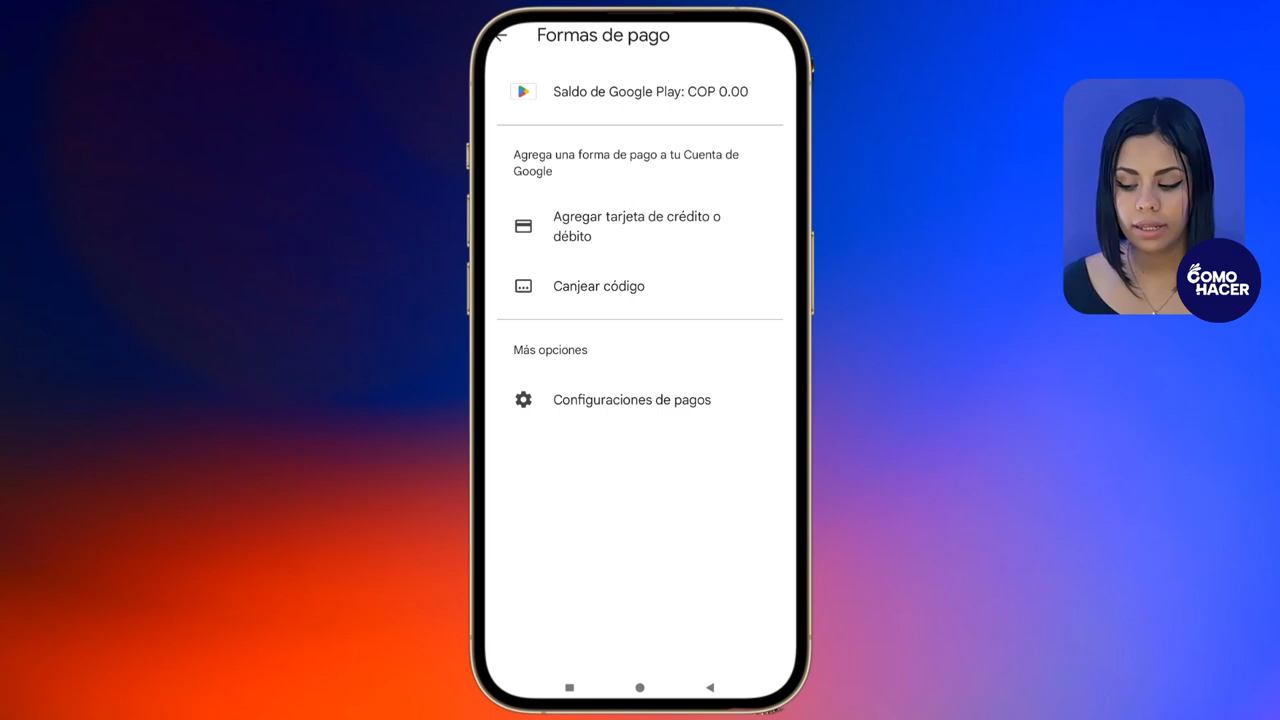 Formas de pago
Saldo de Google Play: COP 0.00
Agrega una forma de pago a tu Cuenta de
Google
Agregar tarjeta de crédito o
débito
Canjear código
Más opciones
Configuraciones de pagos
COMO
HACER